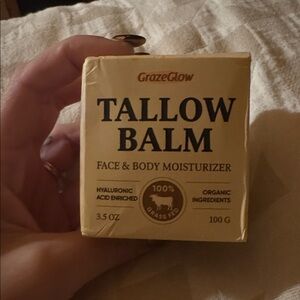 GrazeGlow
TALLOW
BALM
FACE & BODY MOISTURIZER
HYALURONIC
ACID ENRICHED
100%
GRASS FED
ORGANIC
INGREDIENTS
3.5 OZ
100 G